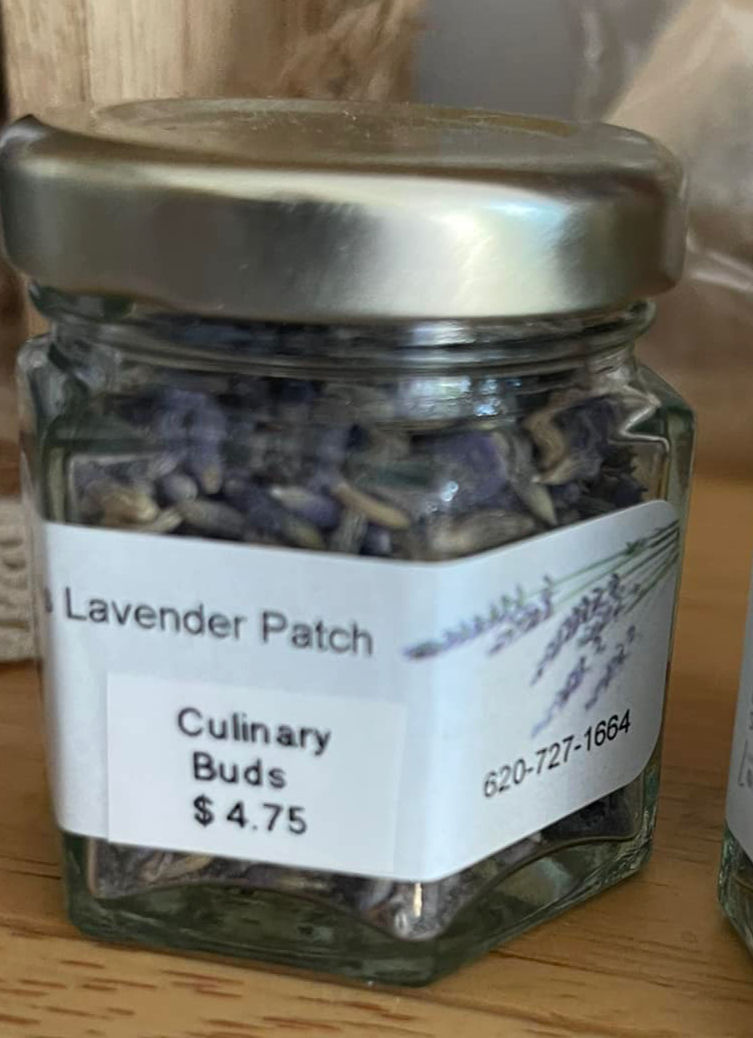 Lavender Patch
Culinary
Buds
$4.75
620-727-1664